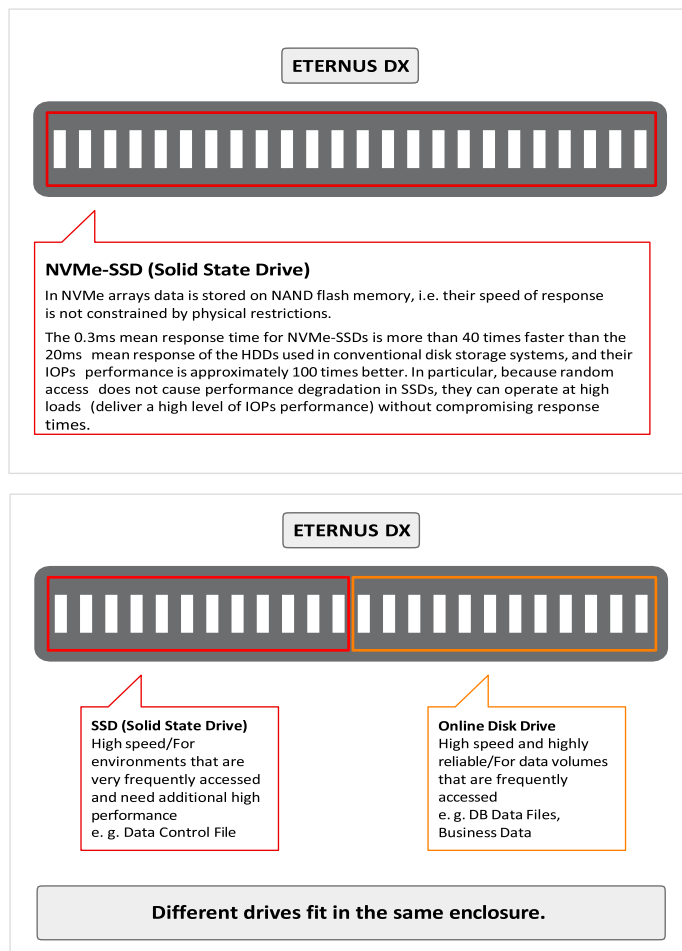 ETERNUS DX
NVMe-SSD (Solid State Drive)
In NVMe arrays data is stored on NAND flash memory, i.e. their speed of response
is not constrained by physical restrictions.
The 0.3ms mean response time for NVMe-SSDs is more than 40 times faster than the
20ms mean response of the HDDs used in conventional disk storage systems, and their
IOPs performance is approximately 100 times better. In particular, because random
access does not cause performance degradation in SSDs, they can operate at high
loads (deliver a high level of IOPs performance) without compromising response
times.
ETERNUS DX
SSD (Solid State Drive)
High speed/For
environments that are
very frequently accessed
and need additional high
performance
e. g. Data Control File
Online Disk Drive
High speed and highly
reliable/For data volumes
that are frequently
accessed
e. g. DB Data Files,
Business Data
Different drives fit in the same enclosure.